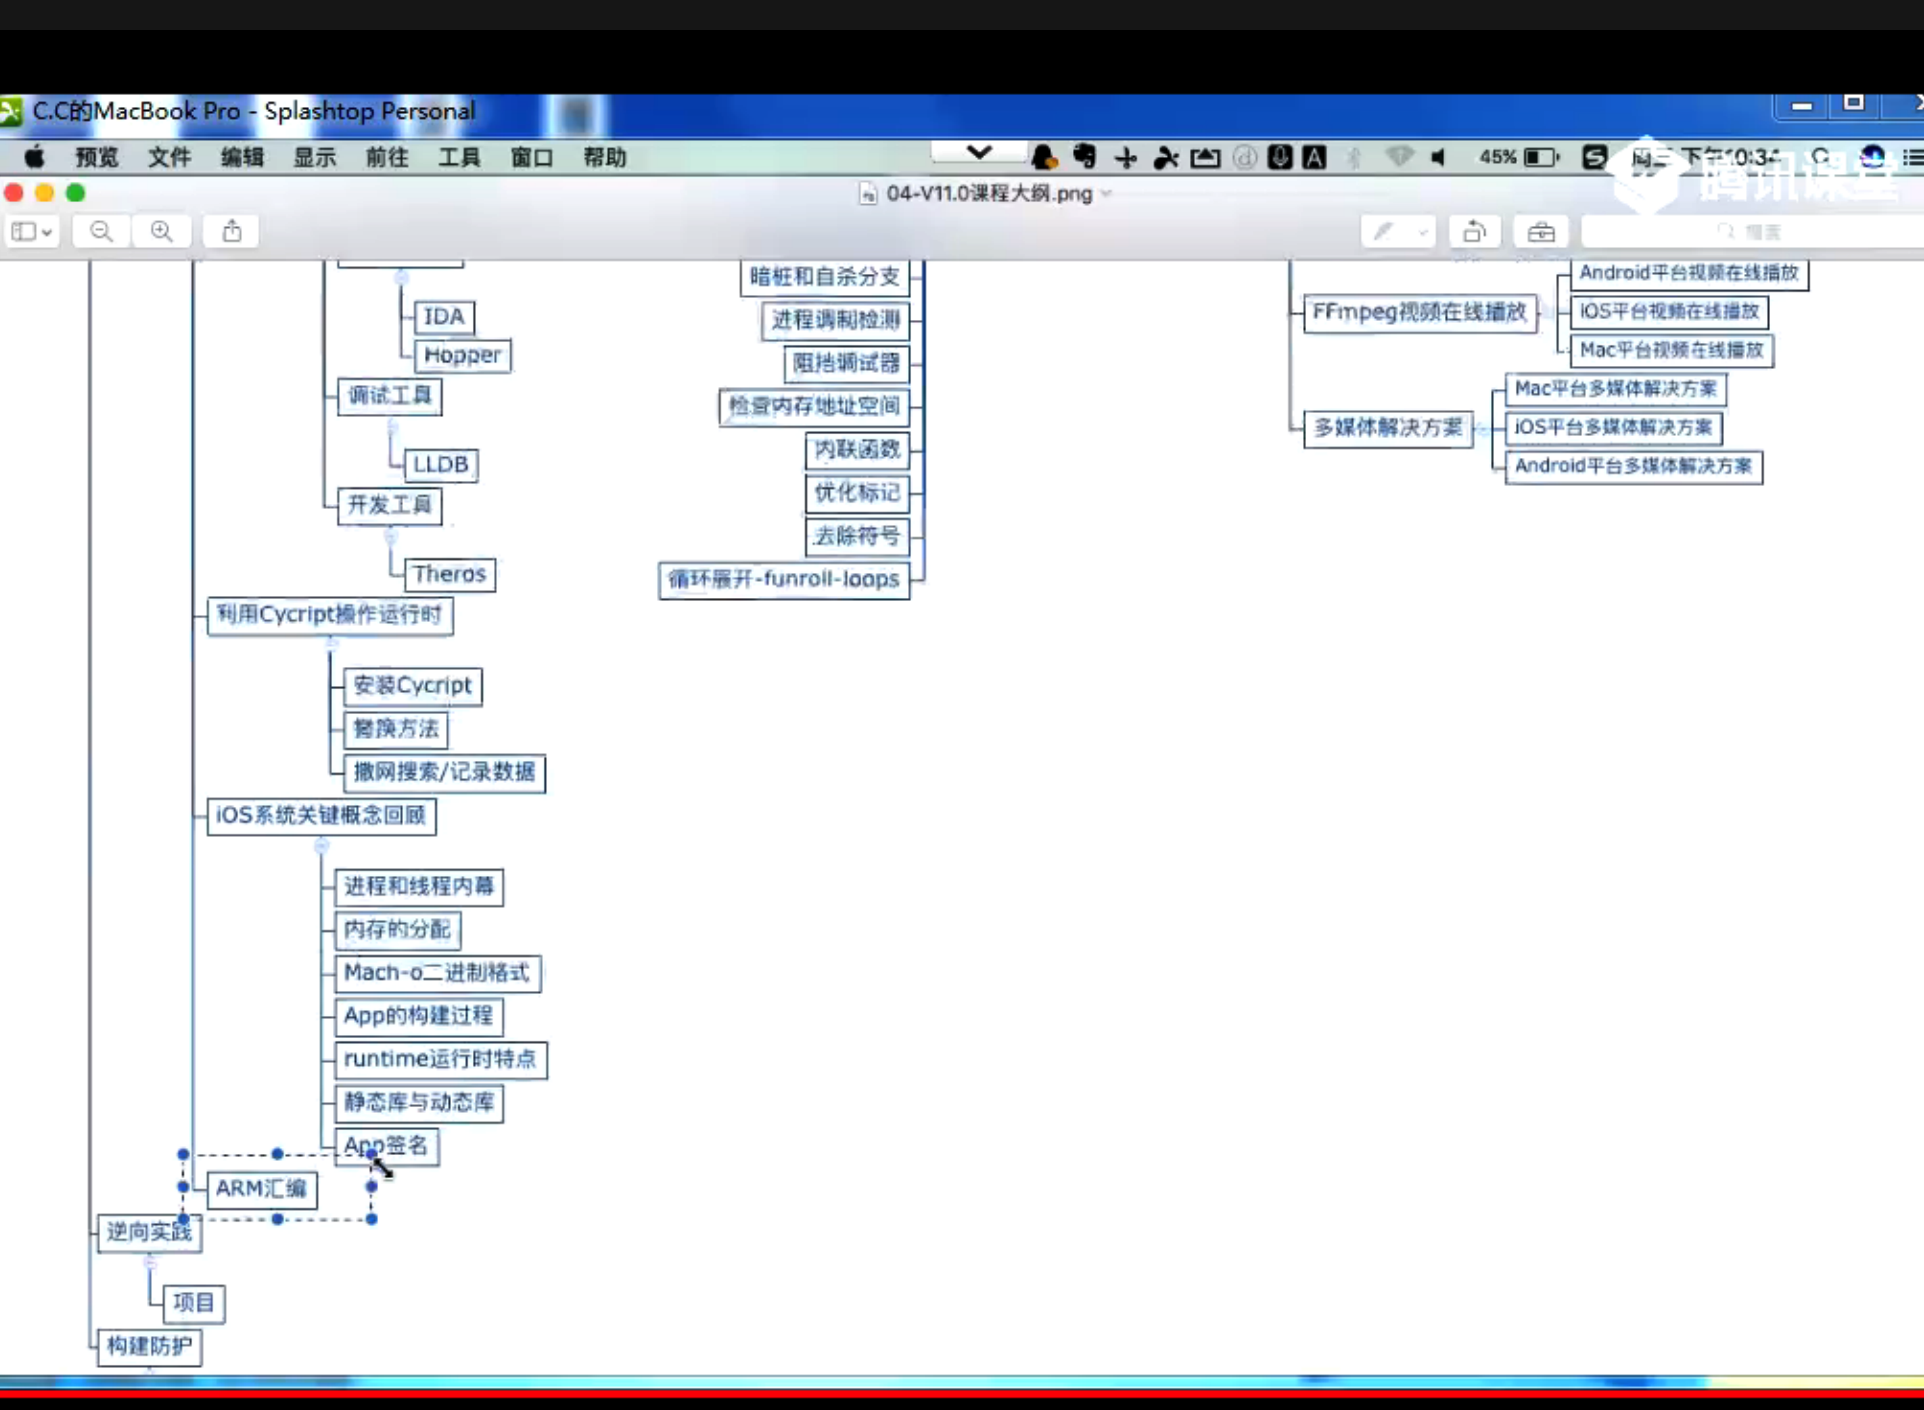 C.C的MacBook Pro - Splashtop Personal
预览 文件 编辑 显示 前往 工具 窗口 帮助
45%
周三 下午10:34
腾讯课堂
04-V11.0课程大纲.png
搜索
IDA
Hopper
调试工具
LLDB
开发工具
Theros
利用Cycript操作运行时
安装Cycript
替换方法
撒网搜索/记录数据
iOS系统关键概念回顾
进程和线程内幕
内存的分配
Mach-o二进制格式
App的构建过程
runtime运行时特点
静态库与动态库
App签名
ARM汇编
逆向实践
项目
构建防护
暗桩和自杀分支
进程调制检测
阻挡调试器
检查内存地址空间
内联函数
优化标记
去除符号
循环展开-funroll-loops
FFmpeg视频在线播放
Android平台视频在线播放
iOS平台视频在线播放
Mac平台视频在线播放
多媒体解决方案
Mac平台多媒体解决方案
iOS平台多媒体解决方案
Android平台多媒体解决方案